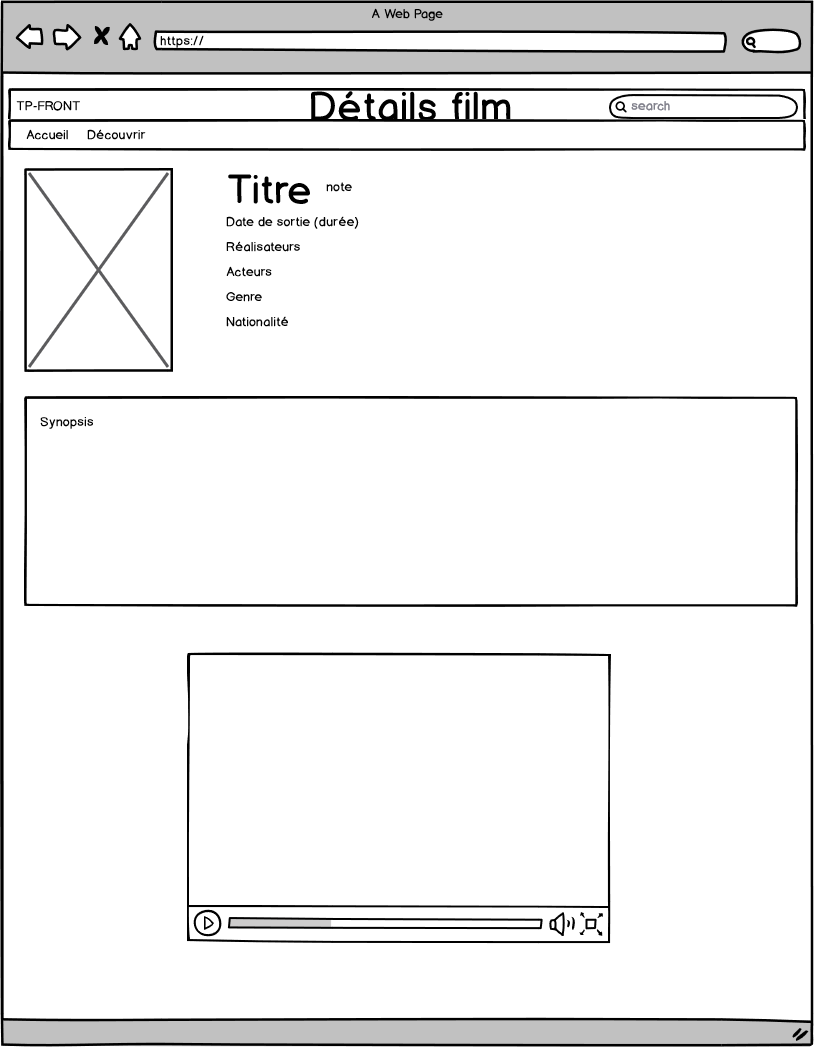 A Web Page
https://
TP-FRONT
Détails film
search
Accueil Découvrir
Titre note
Date de sortie (durée)
Réalisateurs
Acteurs
Genre
Nationalité
Synopsis